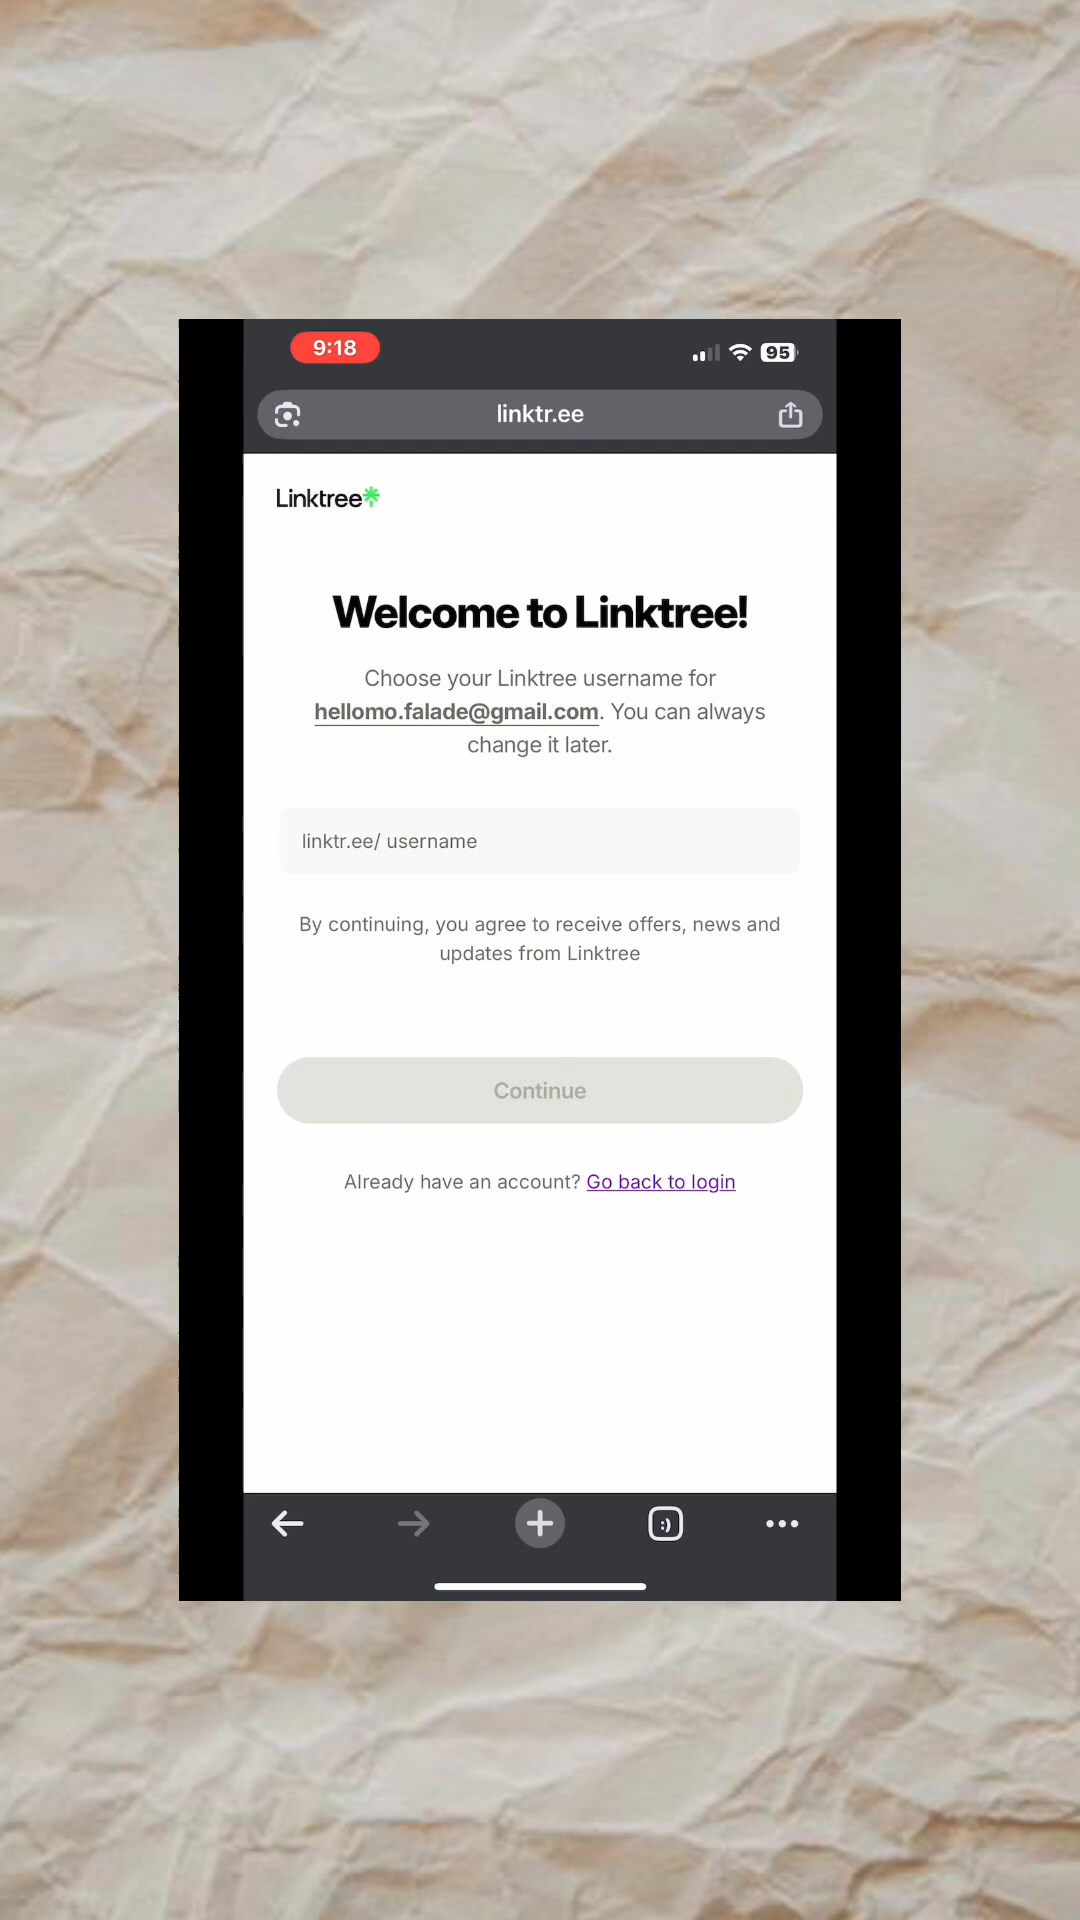 9:18
95
linktr.ee
Linktree
Welcome to Linktree!
Choose your Linktree username for
hellomo.falade@gmail.com. You can always
change it later.
linktr.ee/ username
By continuing, you agree to receive offers, news and
updates from Linktree
Continue
Already have an account? Go back to login
:)